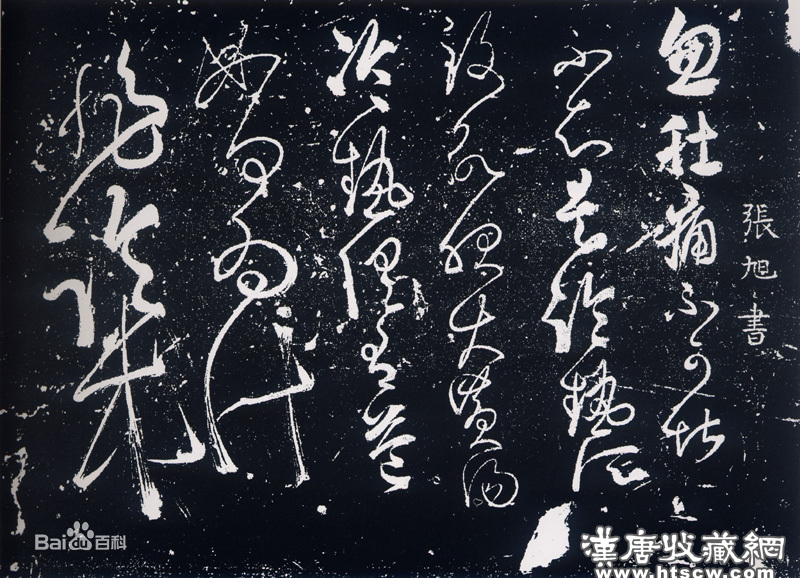 張旭書
忽肚痛不可堪
不知是冷熱所
致欲服大黃湯
冷熱俱有益
如何為計
非臨床
Bai百科
漢唐收藏網
www.htscw.com